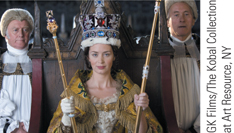 GK Films/The Kobal Collection
at Art Resource, NY